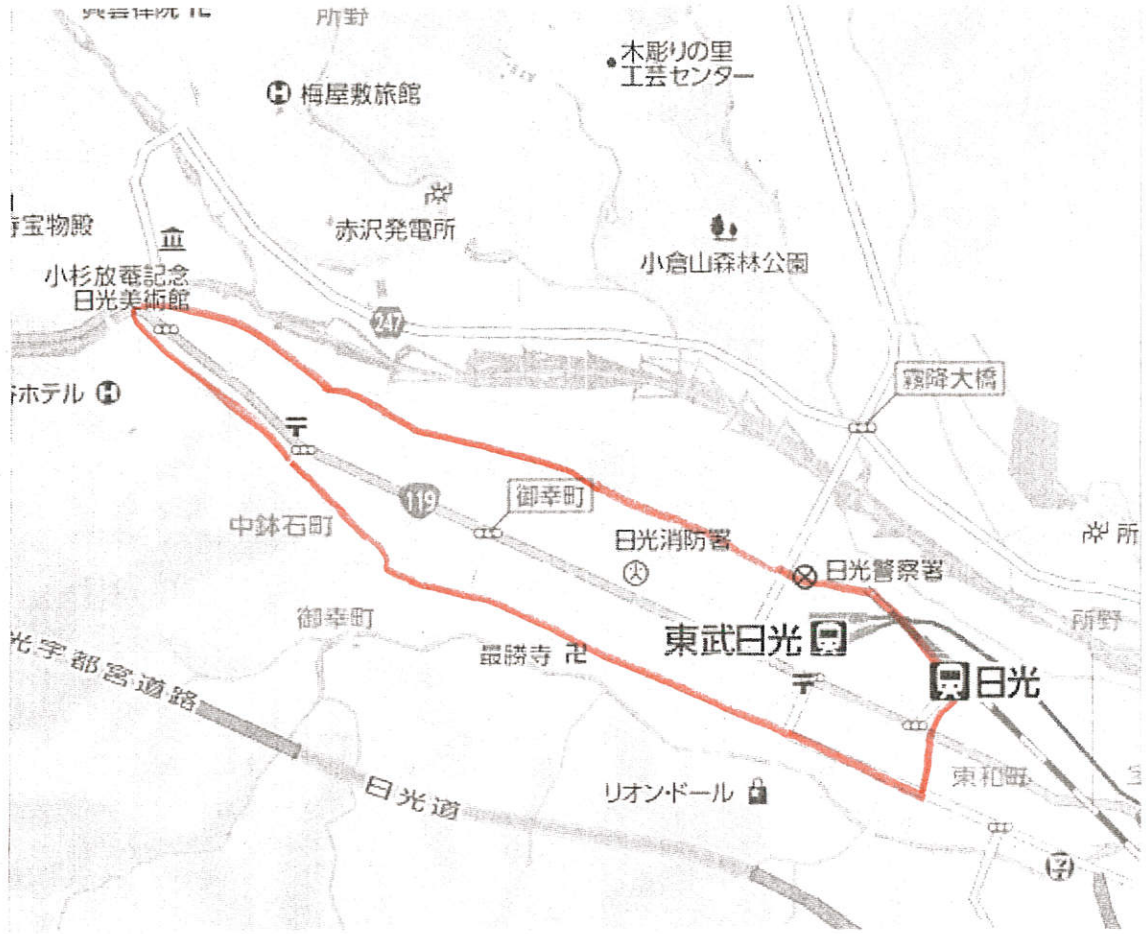 所野
木彫りの里
工芸センター
梅屋敷旅館
赤沢発電所
宝物殿
小倉山森林公園
小杉放菴記念
日光美術館
247
ホテル
霧降大橋
119
御幸町
中鉢石町
日光消防署
日光警察署
所
御幸町
所野
東武日光
最勝寺
日光
光宇都宮道路
東和町
日光道
リオン・ドール